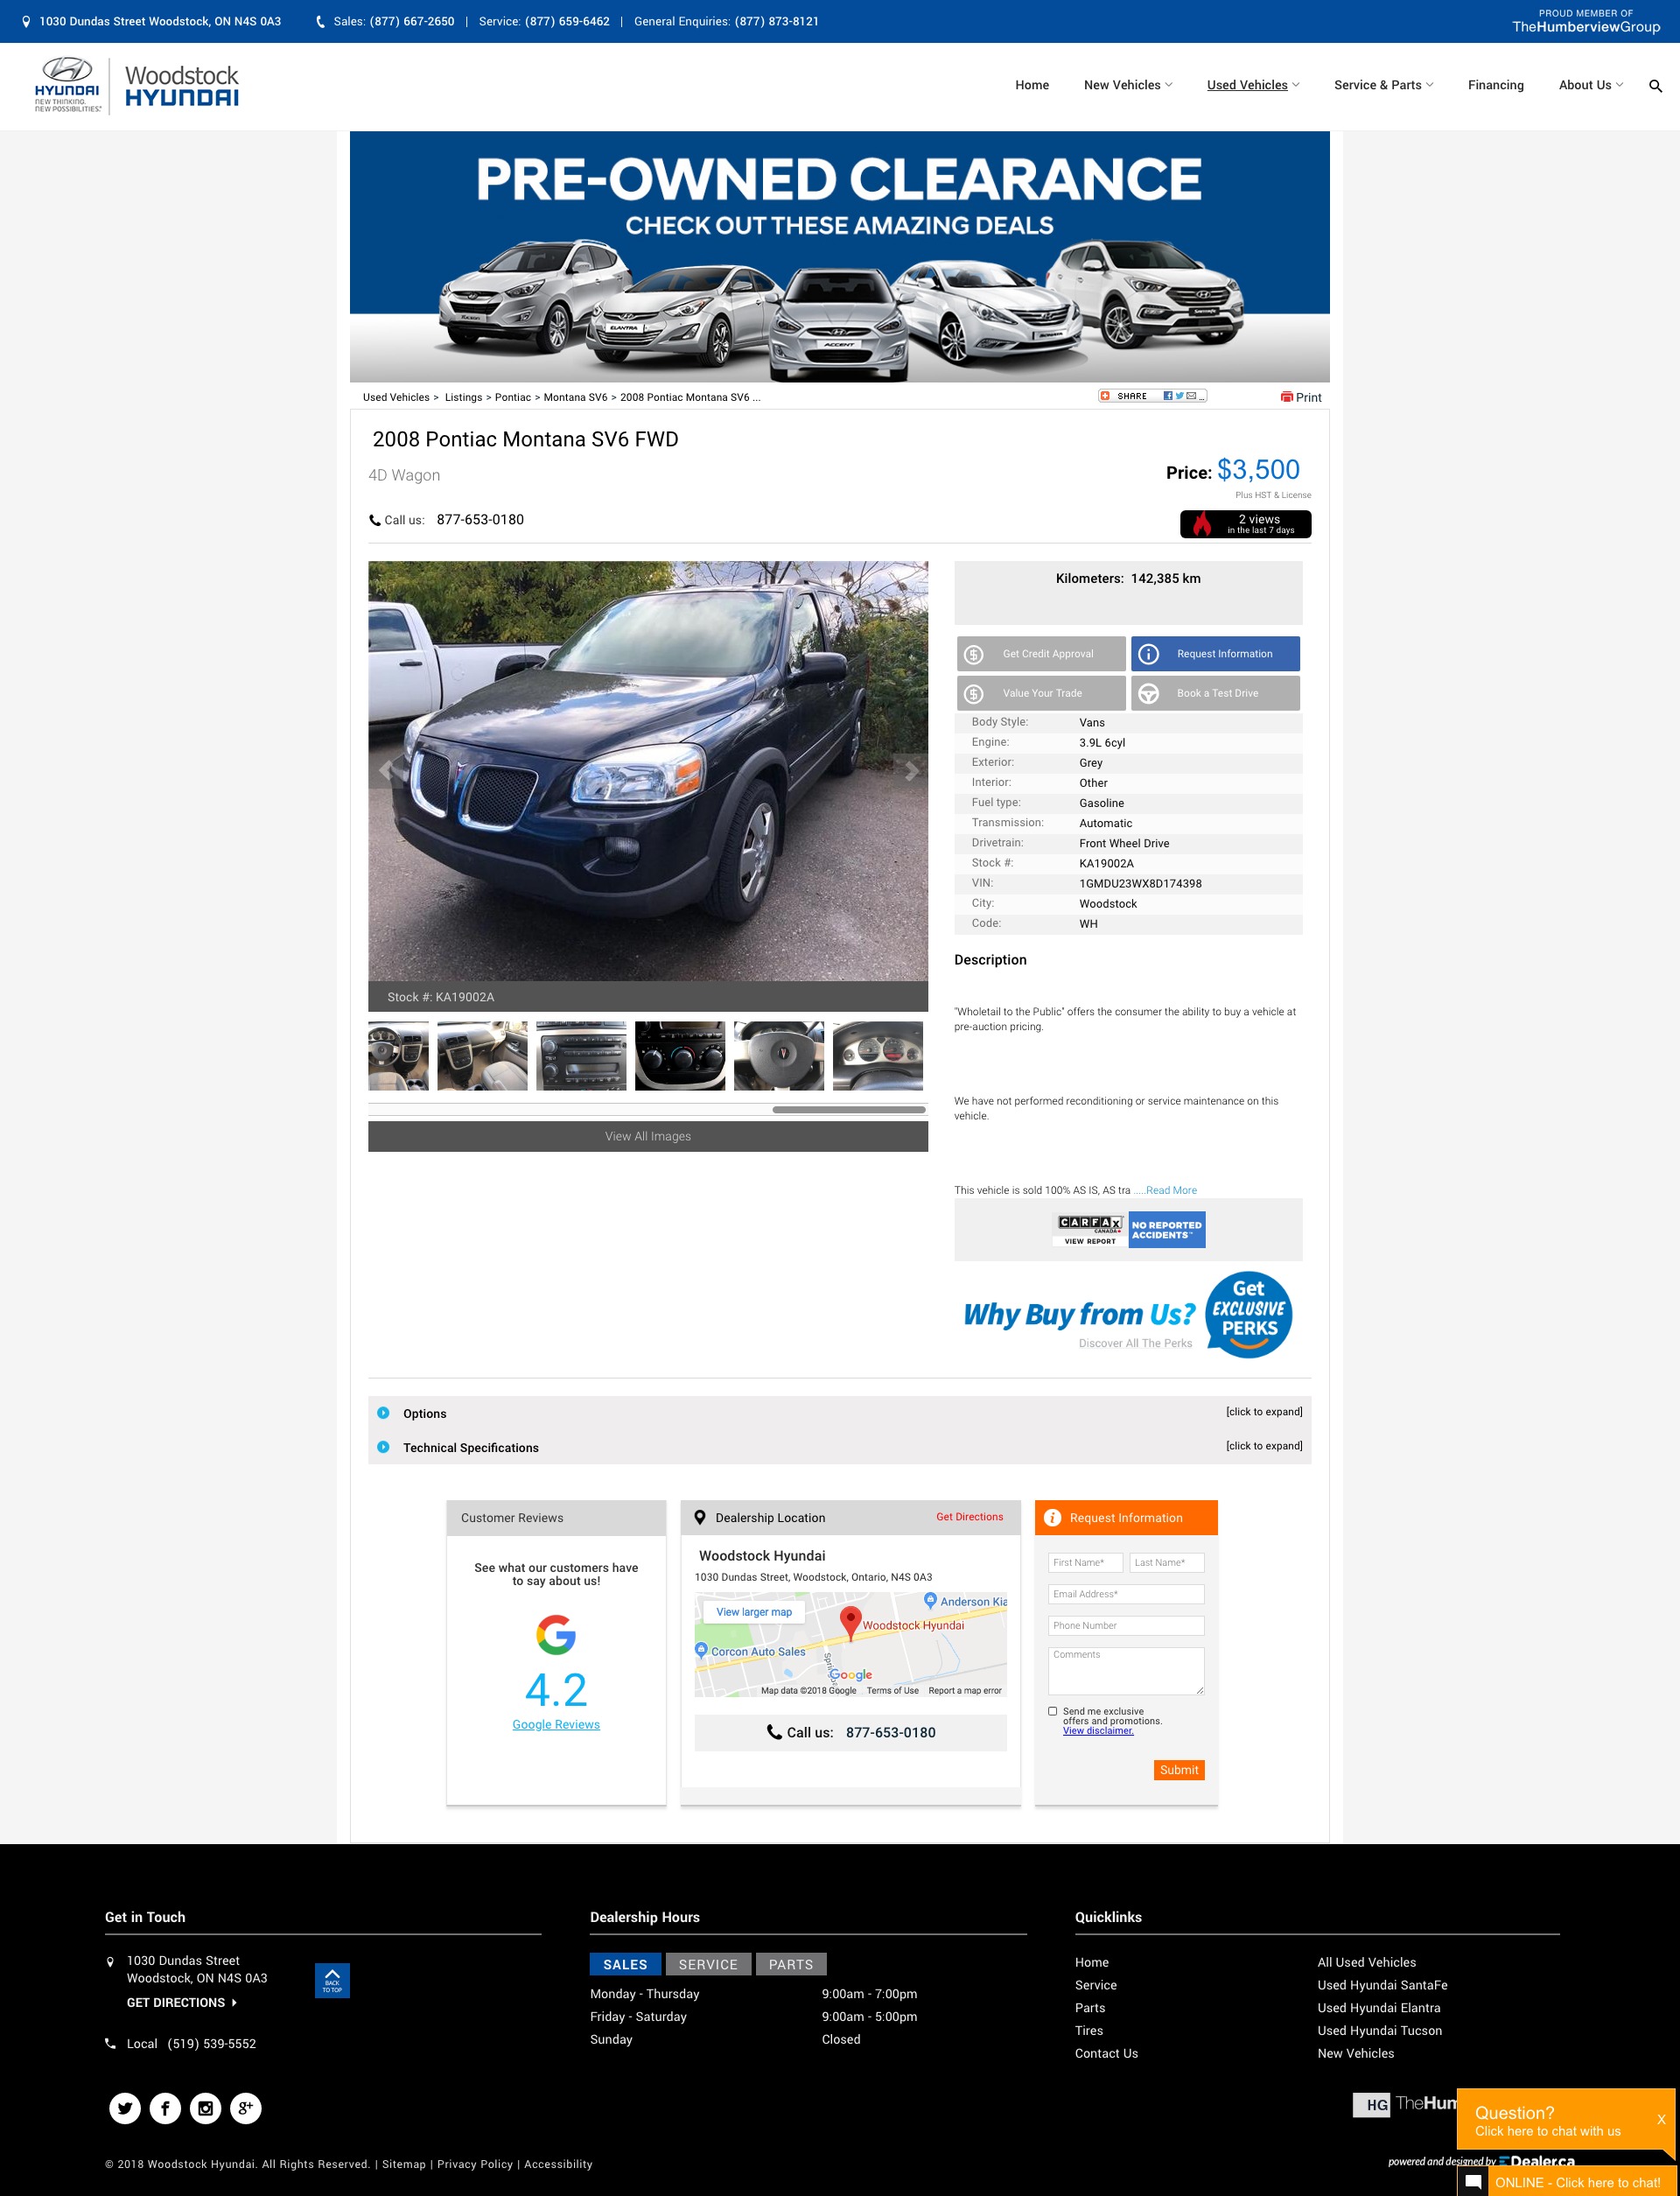 1030 Dundas Street Woodstock, ON N4S 0A3 Sales: (877) 667-2650 | Service: (877) 659-6462 | General Enquiries: (877) 873-8121
PROUD MEMBER OF
TheHumberviewGroup
HYUNDAI
NEW THINKING.
NEW POSSIBILITIES.
Woodstock
HYUNDAI
Home New Vehicles Used Vehicles Service & Parts Financing About Us
PRE-OWNED CLEARANCE
CHECK OUT THESE AMAZING DEALS
ELANTRA
ACCENT
Used Vehicles > Listings > Pontiac > Montana SV6 > 2008 Pontiac Montana SV6 ...
SHARE ...
Print
2008 Pontiac Montana SV6 FWD
4D Wagon
Price: $3,500
Plus HST & License
Call us: 877-653-0180
2 views
in the last 7 days
Stock #: KA19002A
View All Images
Kilometers: 142,385 km
Get Credit Approval
Request Information
Value Your Trade
Book a Test Drive
Body Style: Vans
Engine: 3.9L 6cyl
Exterior: Grey
Interior: Other
Fuel type: Gasoline
Transmission: Automatic
Drivetrain: Front Wheel Drive
Stock #: KA19002A
VIN: 1GMDU23WX8D174398
City: Woodstock
Code: WH
Description
"Wholetail to the Public" offers the consumer the ability to buy a vehicle at
pre-auction pricing.
We have not performed reconditioning or service maintenance on this
vehicle.
This vehicle is sold 100% AS IS, AS tra .....Read More
CARFAX
CANADA
VIEW REPORT
NO REPORTED
ACCIDENTS™
Why Buy from Us?
Discover All The Perks
Get
EXCLUSIVE
PERKS
Options [click to expand]
Technical Specifications [click to expand]
Customer Reviews
See what our customers have
to say about us!
4.2
Google Reviews
Dealership Location Get Directions
Woodstock Hyundai
1030 Dundas Street, Woodstock, Ontario, N4S 0A3
View larger map
Anderson Kia
Woodstock Hyundai
Corcon Auto Sales
Google
Map data ©2018 Google Terms of Use Report a map error
Call us: 877-653-0180
Request Information
First Name* Last Name*
Email Address*
Phone Number
Comments
Send me exclusive
offers and promotions.
View disclaimer.
Submit
Get in Touch
1030 Dundas Street
Woodstock, ON N4S 0A3
GET DIRECTIONS
BACK
TO TOP
Local (519) 539-5552
Dealership Hours
SALES SERVICE PARTS
Monday - Thursday 9:00am - 7:00pm
Friday - Saturday 9:00am - 5:00pm
Sunday Closed
Quicklinks
Home
Service
Parts
Tires
Contact Us
All Used Vehicles
Used Hyundai SantaFe
Used Hyundai Elantra
Used Hyundai Tucson
New Vehicles
HG TheHum
Question?
Click here to chat with us
X
© 2018 Woodstock Hyundai. All Rights Reserved. | Sitemap | Privacy Policy | Accessibility
powered and designed by EDealer.ca
ONLINE - Click here to chat!